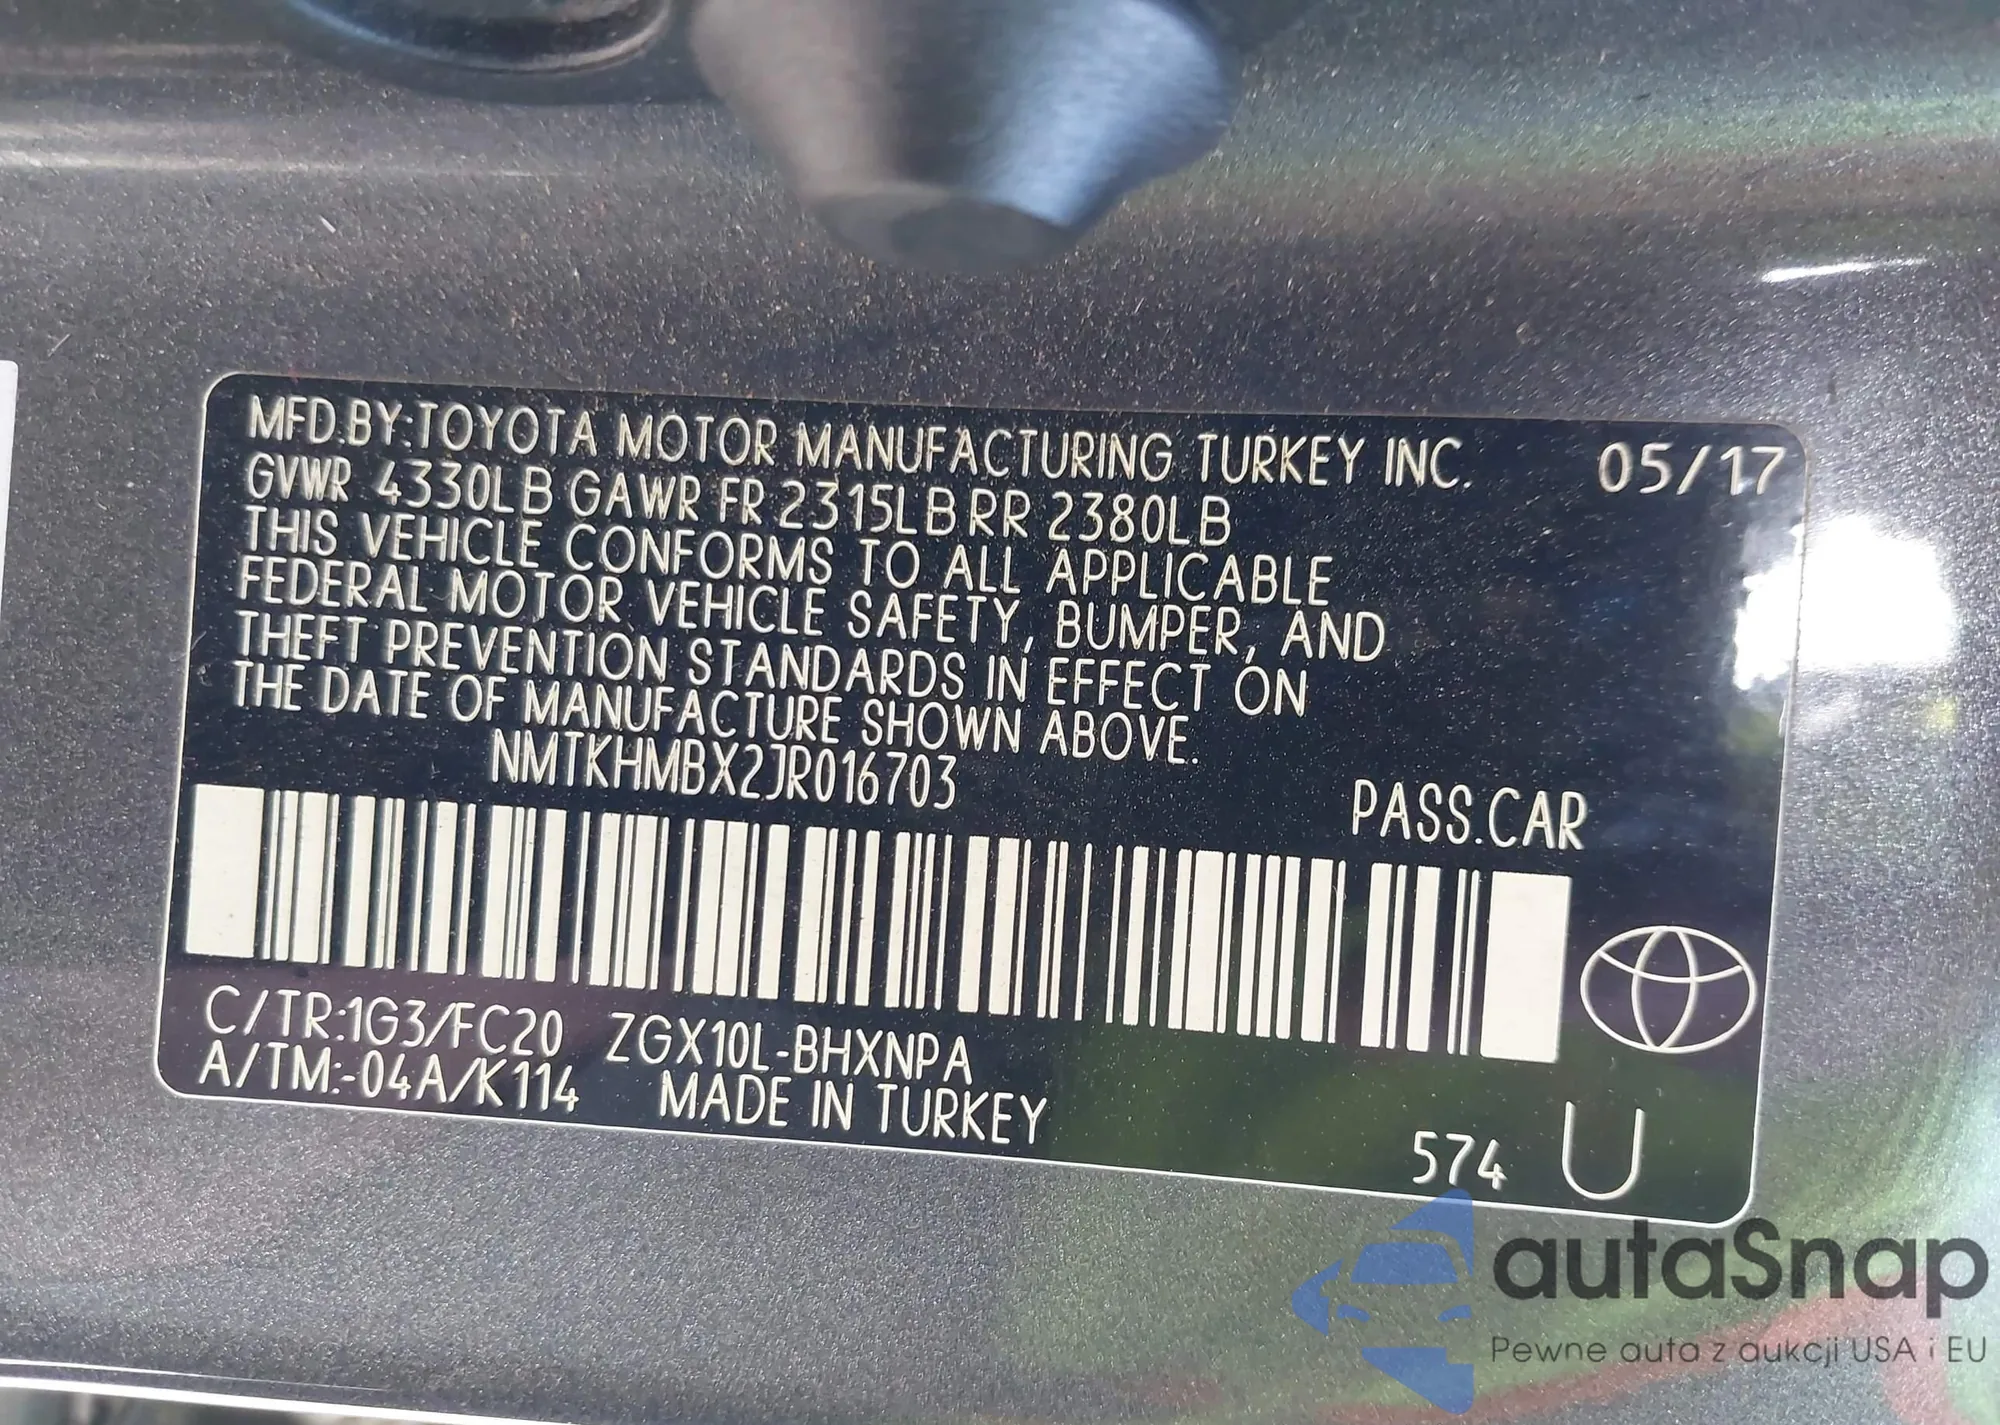 MFD.BY:TOYOTA MOTOR MANUFACTURING TURKEY INC. 05/17
GVWR 4330LB GAWR FR 2315LB RR 2380LB
THIS VEHICLE CONFORMS TO ALL APPLICABLE
FEDERAL MOTOR VEHICLE SAFETY, BUMPER, AND
THEFT PREVENTION STANDARDS IN EFFECT ON
THE DATE OF MANUFACTURE SHOWN ABOVE.
NMTKHMBX2JR016703
PASS.CAR
C/TR:1G3/FC20 ZGX10L-BHXNPA
A/TM:-04A/K114 MADE IN TURKEY
574 U
autaSnap
Pewne auta z aukcji USA i EU